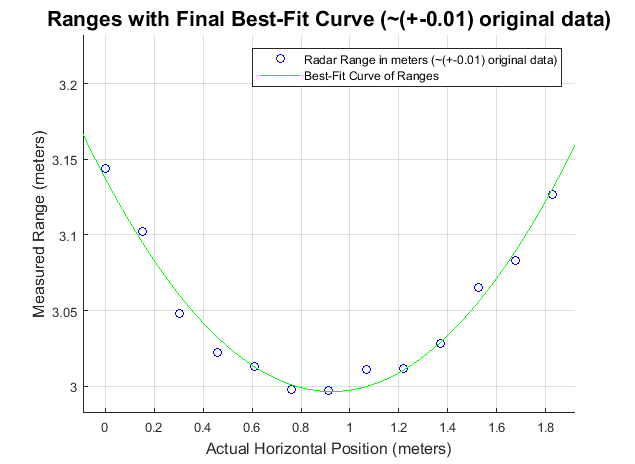 Ranges with Final Best-Fit Curve (~(+-0.01) original data)
Radar Range in meters (~(+-0.01) original data)
Best-Fit Curve of Ranges
Measured Range (meters)
3.2
3.15
3.1
3.05
3
0 0.2 0.4 0.6 0.8 1 1.2 1.4 1.6 1.8
Actual Horizontal Position (meters)